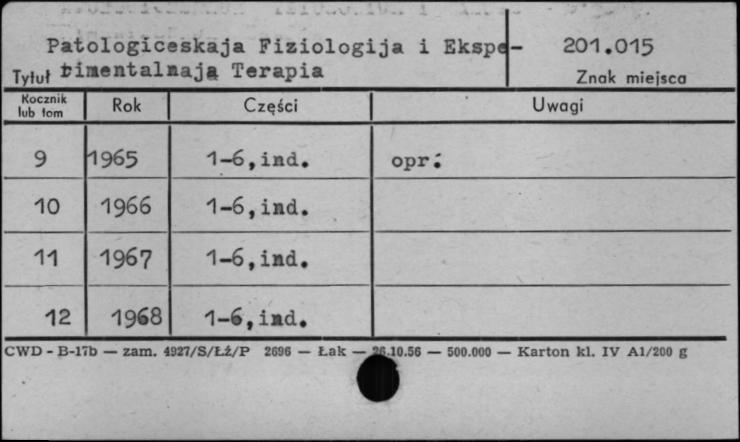 Patologiceskaja Fiziologija i Ekspe- 201.015
Tytuł rimentalnaja Terapia Znak miejsca
Rocznik lub tom Rok Części Uwagi
9 1965 1-6,ind. opr.
10 1966 1-6,ind.
11 1967 1-6,ind.
12 1968 1-6,ind.
CWD - B-17b — zam. 4927/S/Łż/P 2696 — Łak — 26.10.56 — 500.000 — Karton kl. IV A1/200 g